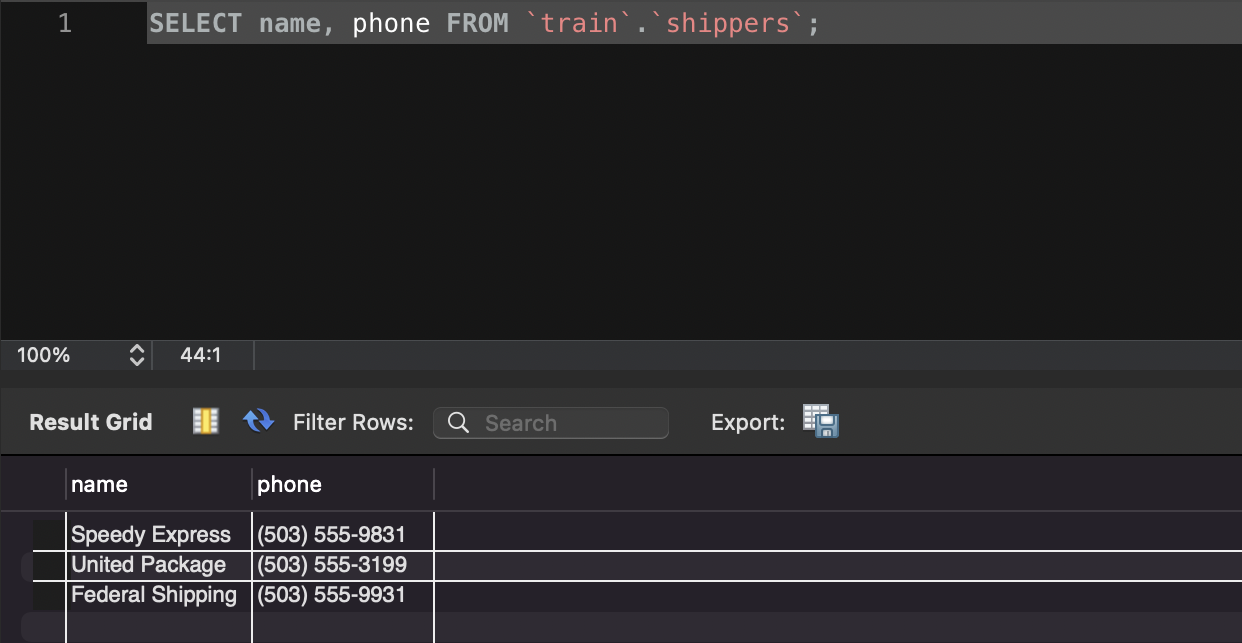 1 SELECT name, phone FROM `train`.`shippers`;
100% 44:1
Result Grid Filter Rows: Search Export:
name phone
Speedy Express (503) 555-9831
United Package (503) 555-3199
Federal Shipping (503) 555-9931